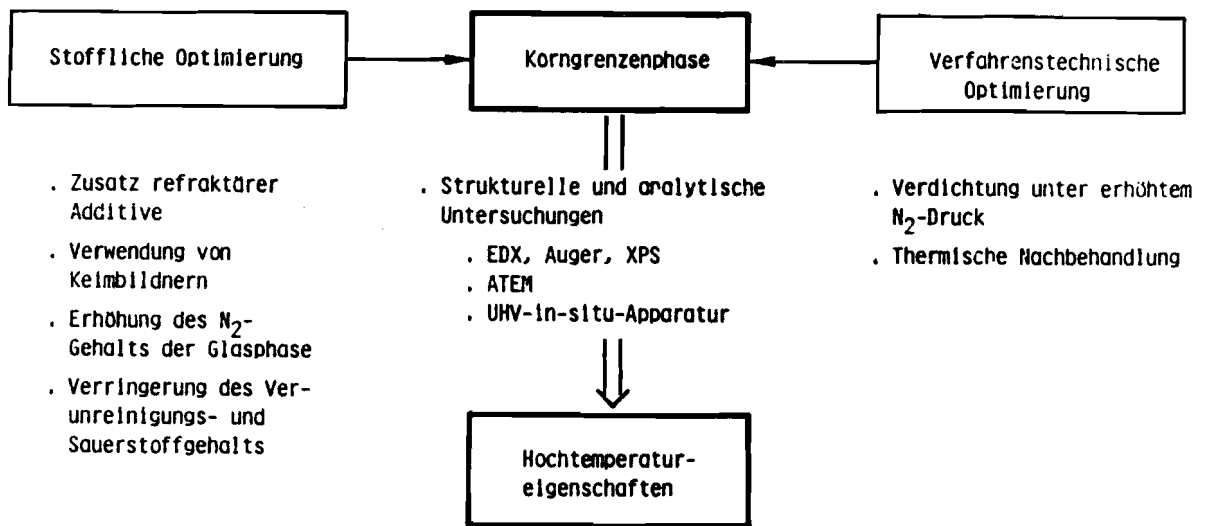 Stoffliche Optimierung
Korngrenzenphase
Verfahrenstechnische
Optimierung
. Zusatz refraktärer
Additive
. Verwendung von
Keimbildnern
. Erhöhung des N2-
Gehalts der Glasphase
. Verringerung des Ver-
unreinigungs- und
Sauerstoffgehalts
. Strukturelle und analytische
Untersuchungen
. EDX, Auger, XPS
. ATEM
. UHV-in-situ-Apparatur
. Verdichtung unter erhöhtem
N2-Druck
. Thermische Nachbehandlung
Hochtemperatur-
eigenschaften